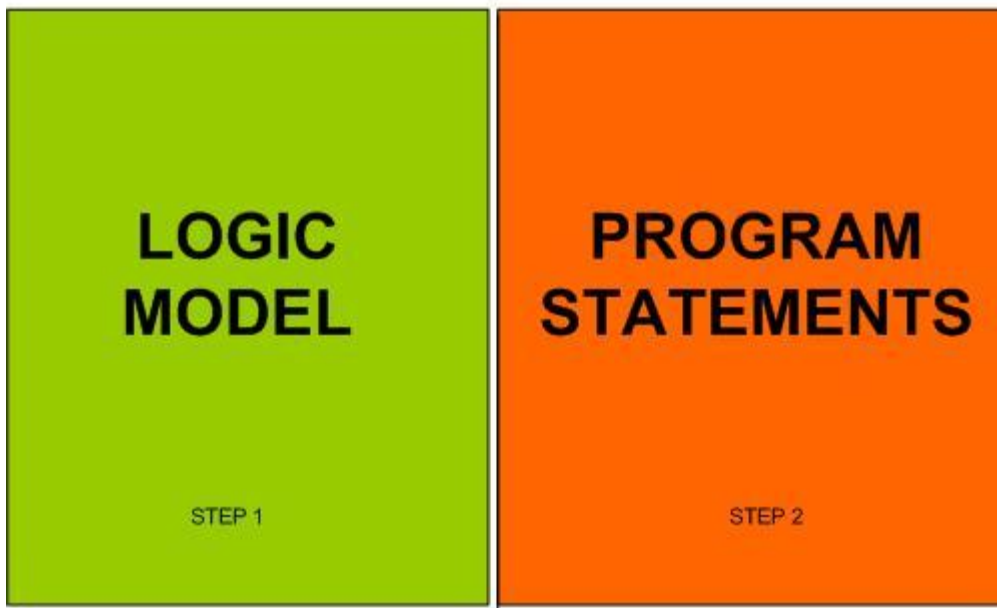 LOGIC
MODEL
STEP 1
PROGRAM
STATEMENTS
STEP 2